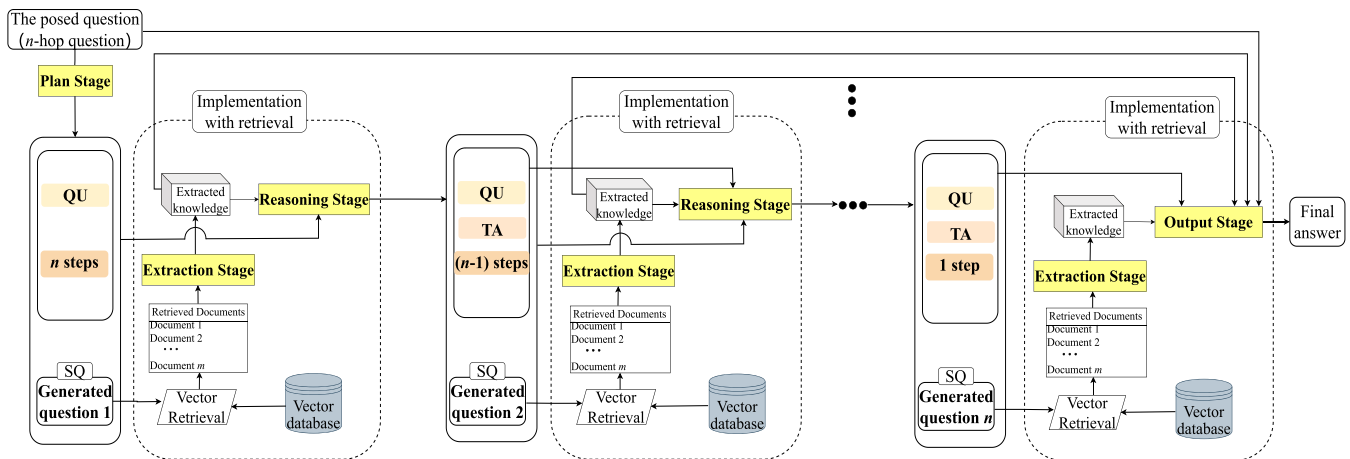 The posed question
(n-hop question)
Plan Stage
QU
n steps
SQ
Generated
question 1
Implementation
with retrieval
Extracted
knowledge
Reasoning Stage
Extraction Stage
Retrieved Documents
Document 1
Document 2
...
Document m
Vector
Retrieval
Vector
database
QU
TA
(n-1) steps
SQ
Generated
question 2
Implementation
with retrieval
Extracted
knowledge
Reasoning Stage
Extraction Stage
Retrieved Documents
Document 1
Document 2
...
Document m
Vector
Retrieval
Vector
database
QU
TA
1 step
SQ
Generated
question n
Implementation
with retrieval
Extracted
knowledge
Output Stage
Extraction Stage
Retrieved Documents
Document 1
Document 2
...
Document m
Vector
Retrieval
Vector
database
Final
answer